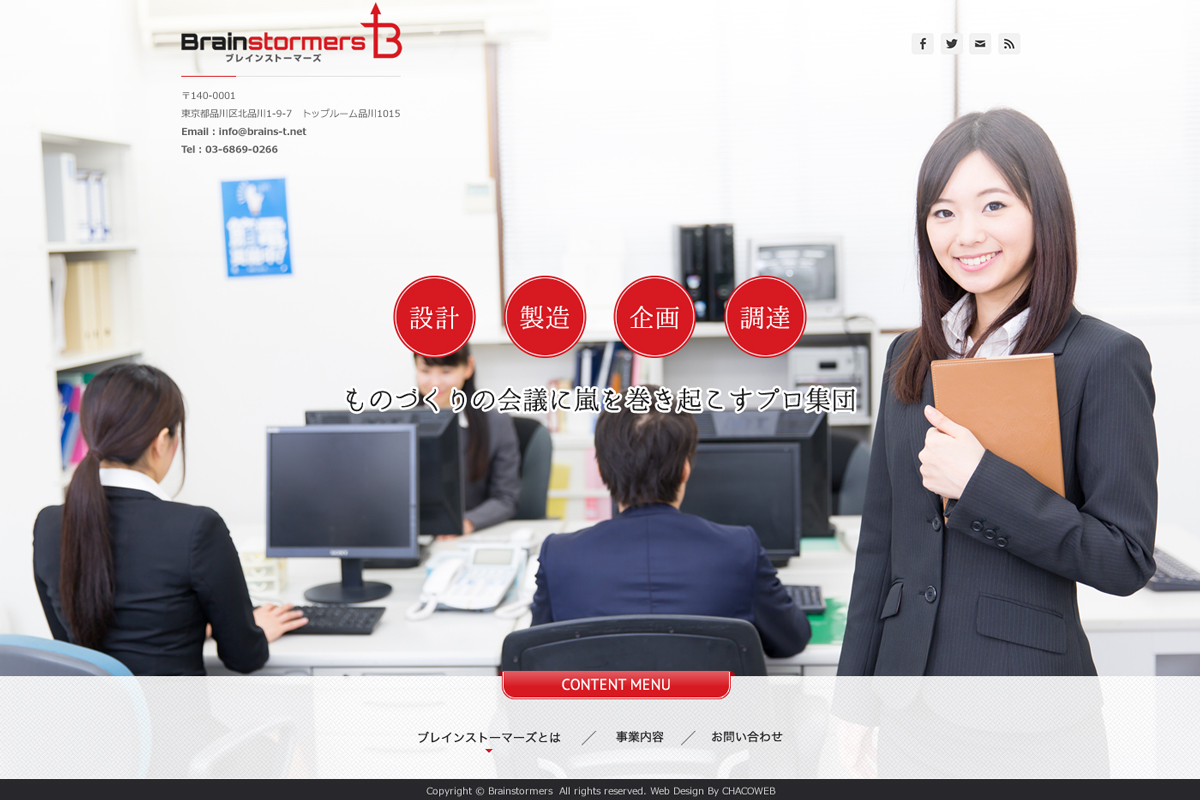 Brainstormers
ブレインストーマーズ
〒140-0001
東京都品川区北品川1-9-7　トップルーム品川1015
Email : info@brains-t.net
Tel : 03-6869-0266
設計
製造
企画
調達
ものづくりの会議に嵐を巻き起こすプロ集団
CONTENT MENU
ブレインストーマーズとは ／ 事業内容 ／ お問い合わせ
Copyright © Brainstormers All rights reserved. Web Design By CHACOWEB